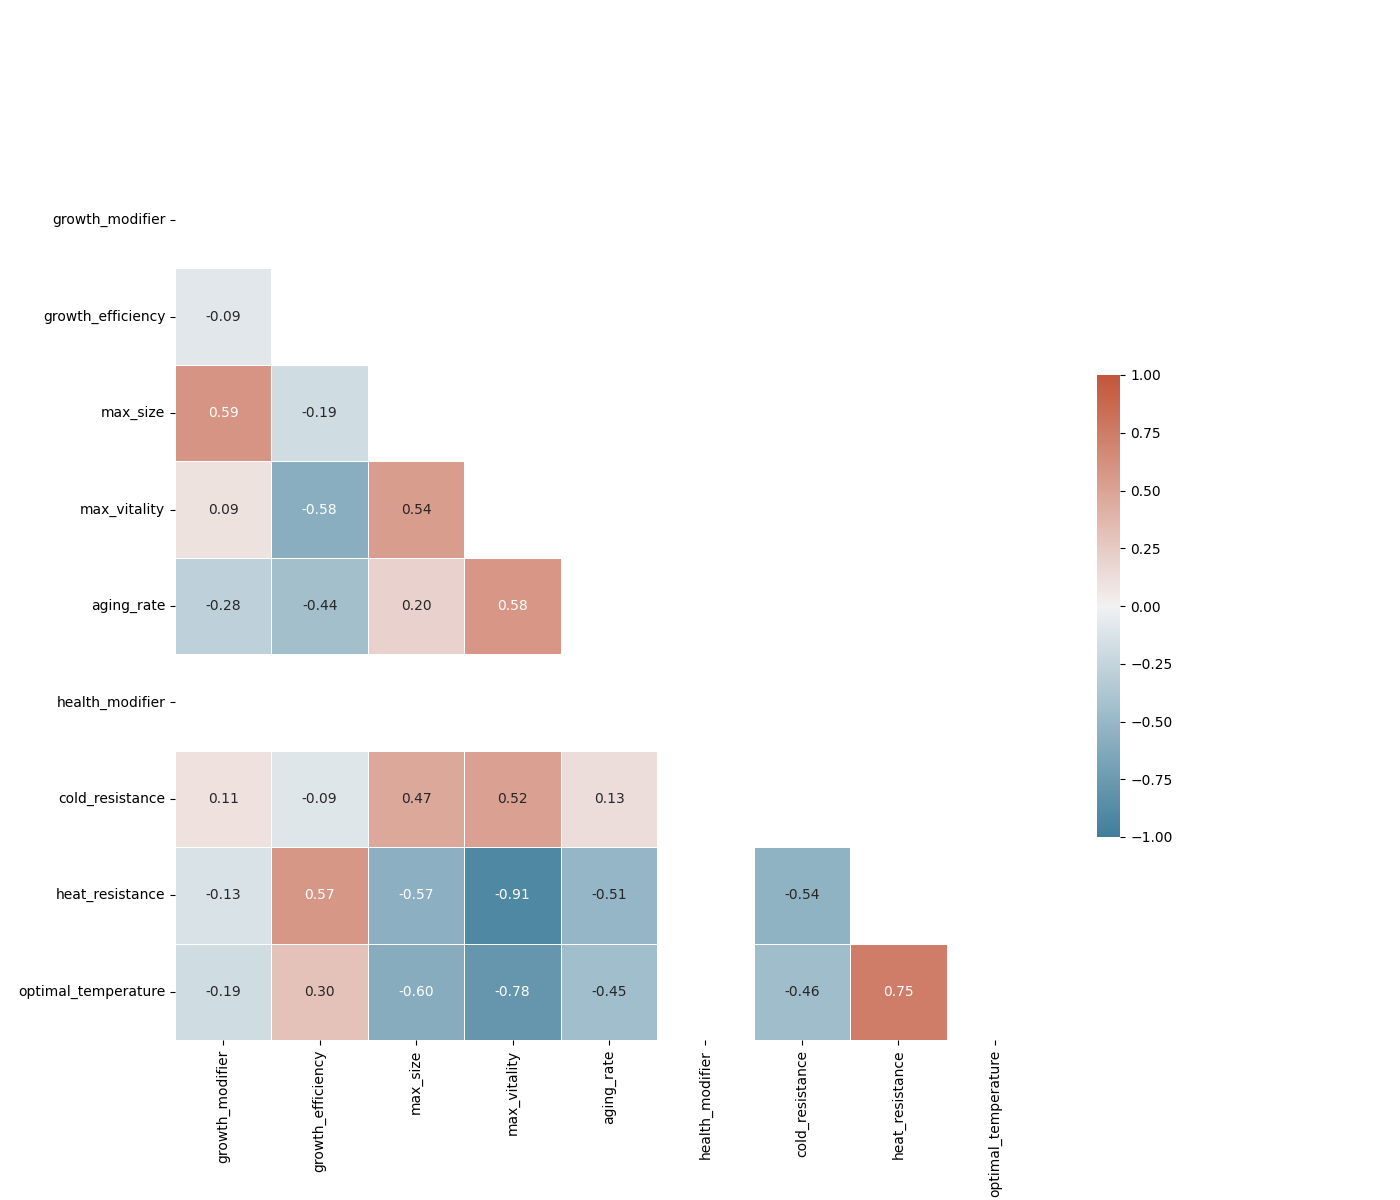 growth_modifier
growth_efficiency -0.09
max_size 0.59 -0.19
max_vitality 0.09 -0.58 0.54
aging_rate -0.28 -0.44 0.20 0.58
health_modifier
cold_resistance 0.11 -0.09 0.47 0.52 0.13
heat_resistance -0.13 0.57 -0.57 -0.91 -0.51 -0.54
optimal_temperature -0.19 0.30 -0.60 -0.78 -0.45 -0.46 0.75
growth_modifier
growth_efficiency
max_size
max_vitality
aging_rate
health_modifier
cold_resistance
heat_resistance
optimal_temperature
1.00
0.75
0.50
0.25
0.00
−0.25
−0.50
−0.75
−1.00